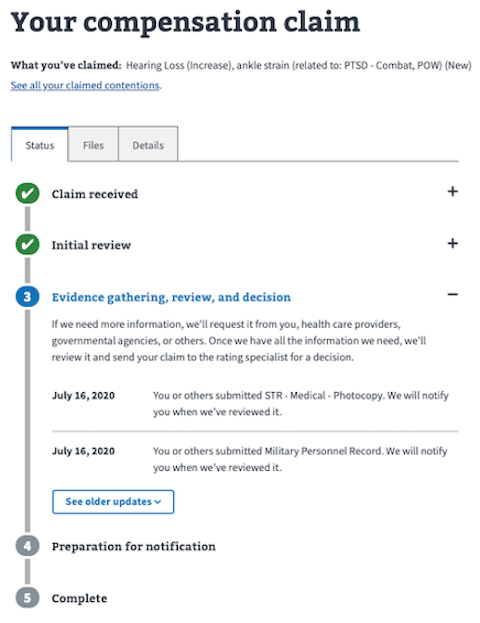 Your compensation claim
What you've claimed: Hearing Loss (Increase), ankle strain (related to: PTSD - Combat, POW) (New)
See all your claimed contentions.
Status Files Details
Claim received
Initial review
3 Evidence gathering, review, and decision
If we need more information, we'll request it from you, health care providers,
governmental agencies, or others. Once we have all the information we need, we'll
review it and send your claim to the rating specialist for a decision.
July 16, 2020 You or others submitted STR - Medical - Photocopy. We will notify
you when we've reviewed it.
July 16, 2020 You or others submitted Military Personnel Record. We will notify
you when we've reviewed it.
See older updates
4 Preparation for notification
5 Complete